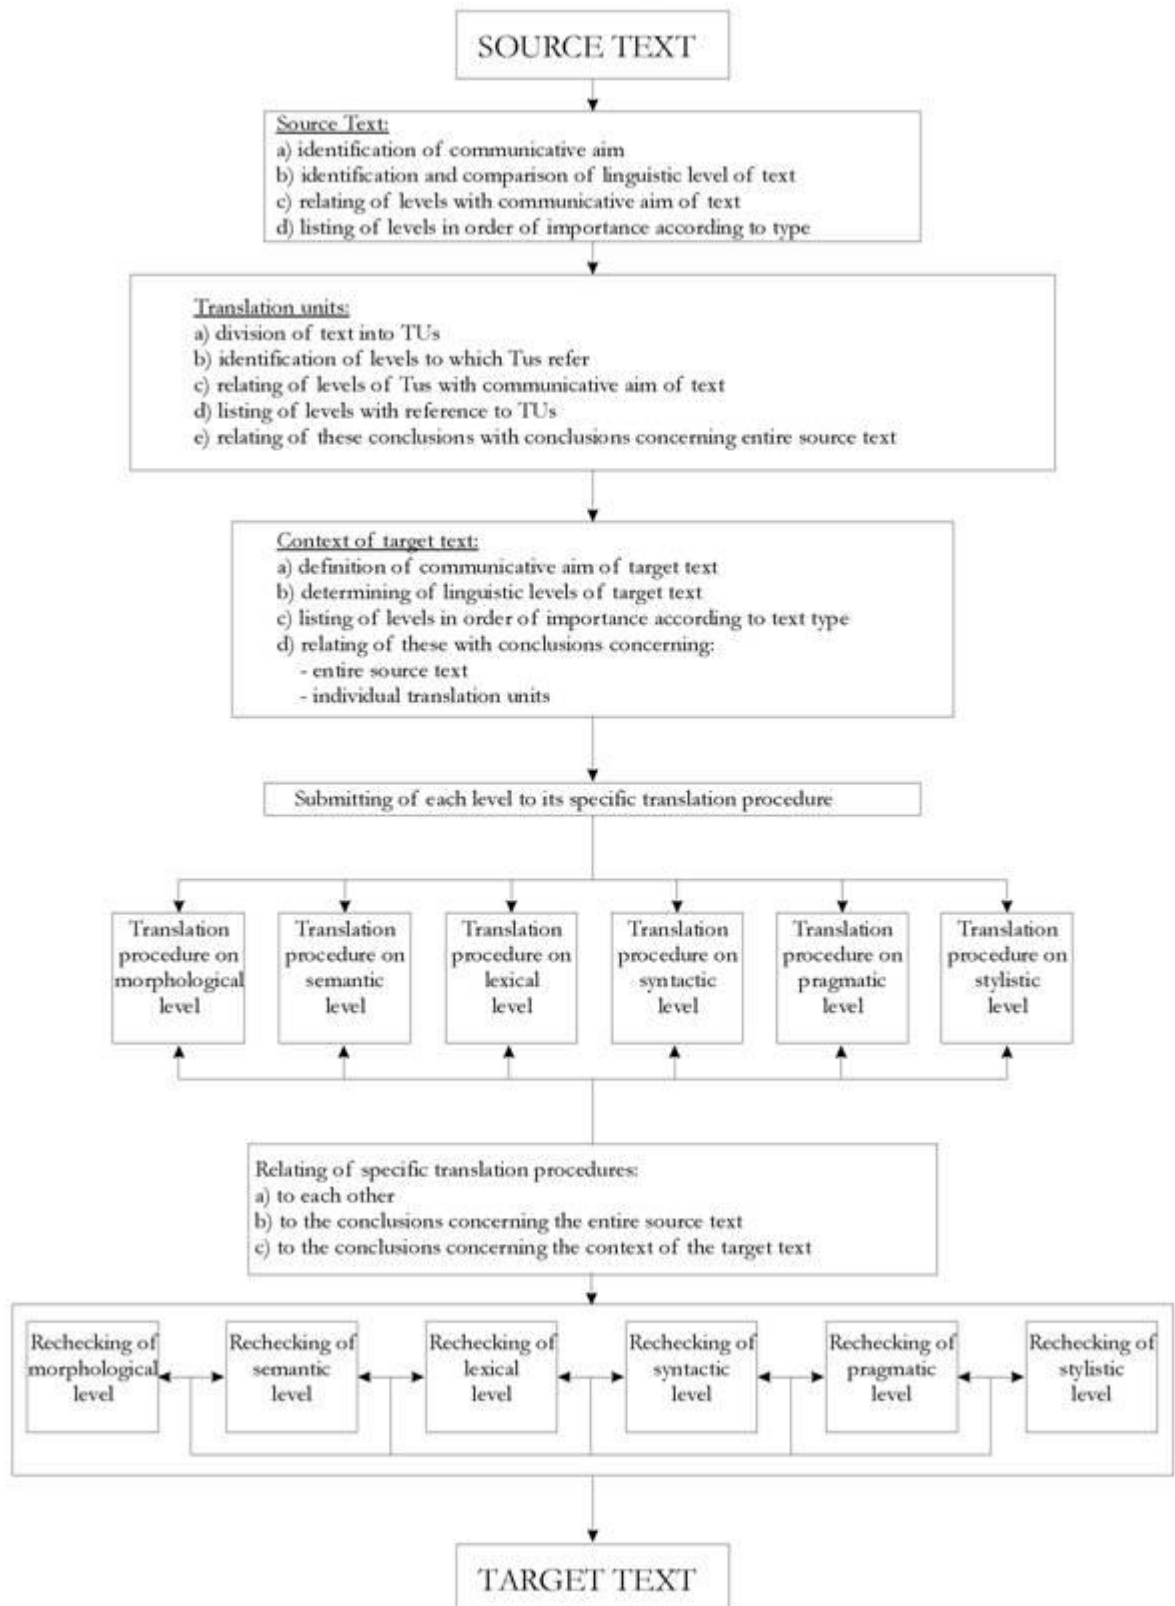 SOURCE TEXT
Source Text:
a) identification of communicative aim
b) identification and comparison of linguistic level of text
c) relating of levels with communicative aim of text
d) listing of levels in order of importance according to type
Translation units:
a) division of text into TUs
b) identification of levels to which Tus refer
c) relating of levels of Tus with communicative aim of text
d) listing of levels with reference to TUs
e) relating of these conclusions with conclusions concerning entire source text
Context of target text:
a) definition of communicative aim of target text
b) determining of linguistic levels of target text
c) listing of levels in order of importance according to text type
d) relating of these with conclusions concerning:
- entire source text
- individual translation units
Submitting of each level to its specific translation procedure
Translation
procedure on
morphological
level
Translation
procedure on
semantic
level
Translation
procedure on
lexical
level
Translation
procedure on
syntactic
level
Translation
procedure on
pragmatic
level
Translation
procedure on
stylistic
level
Relating of specific translation procedures:
a) to each other
b) to the conclusions concerning the entire source text
c) to the conclusions concerning the context of the target text
Rechecking of
morphological
level
Rechecking of
semantic
level
Rechecking of
lexical
level
Rechecking of
syntactic
level
Rechecking of
pragmatic
level
Rechecking of
stylistic
level
TARGET TEXT